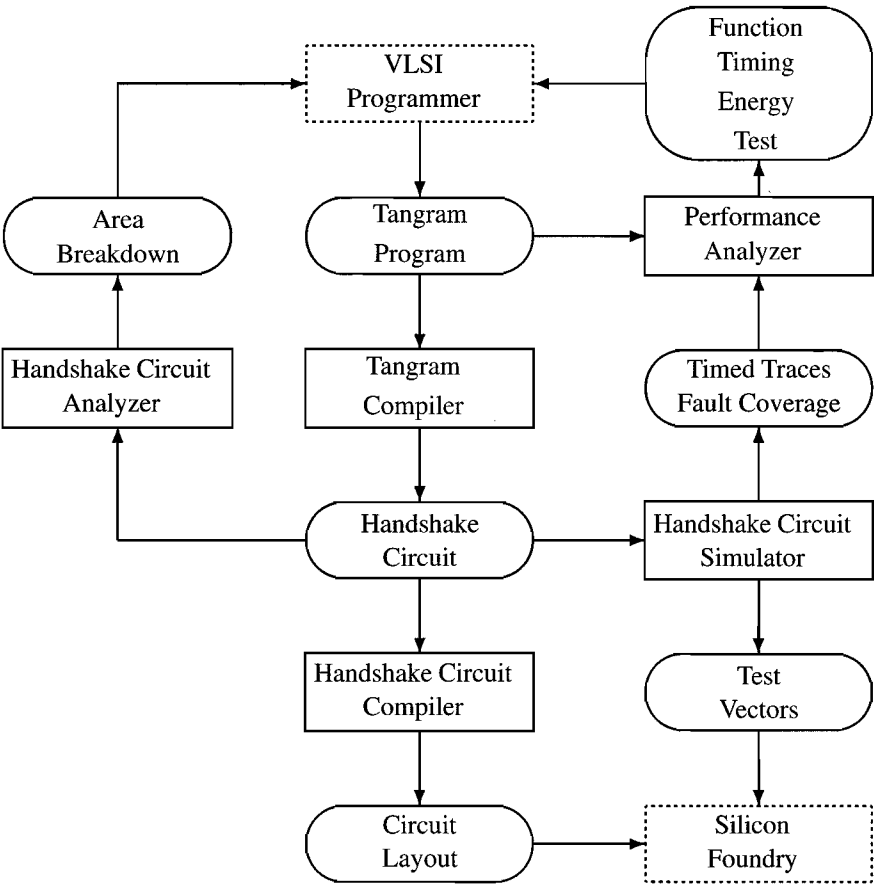 VLSI
Programmer
Function
Timing
Energy
Test
Area
Breakdown
Tangram
Program
Performance
Analyzer
Handshake Circuit
Analyzer
Tangram
Compiler
Timed Traces
Fault Coverage
Handshake
Circuit
Handshake Circuit
Simulator
Handshake Circuit
Compiler
Test
Vectors
Circuit
Layout
Silicon
Foundry